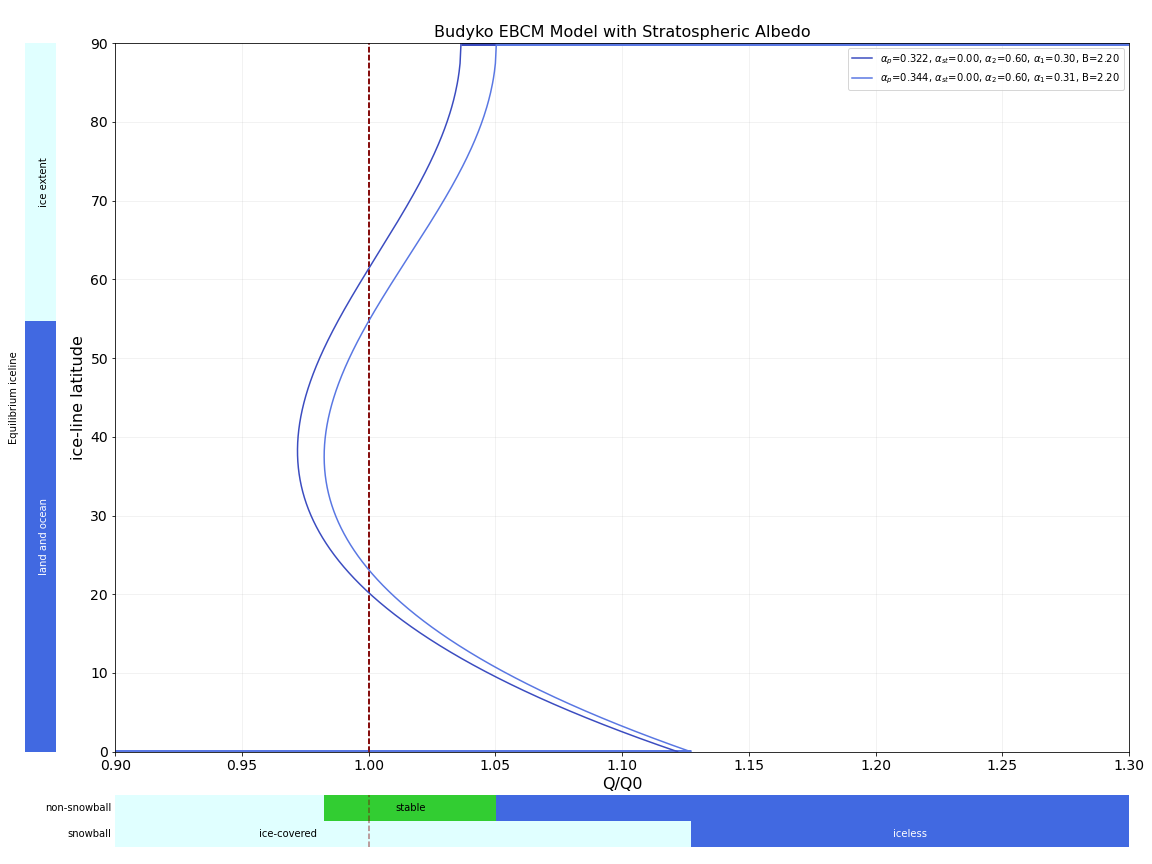 Budyko EBCM Model with Stratospheric Albedo
αp=0.322, αst=0.00, α2=0.60, α1=0.30, B=2.20
αp=0.344, αst=0.00, α2=0.60, α1=0.31, B=2.20
90
80
70
60
50
40
30
20
10
0
ice-line latitude
Equilibrium iceline
ice extent
land and ocean
0.90 0.95 1.00 1.05 1.10 1.15 1.20 1.25 1.30
Q/Q0
non-snowball
stable
snowball
ice-covered
iceless